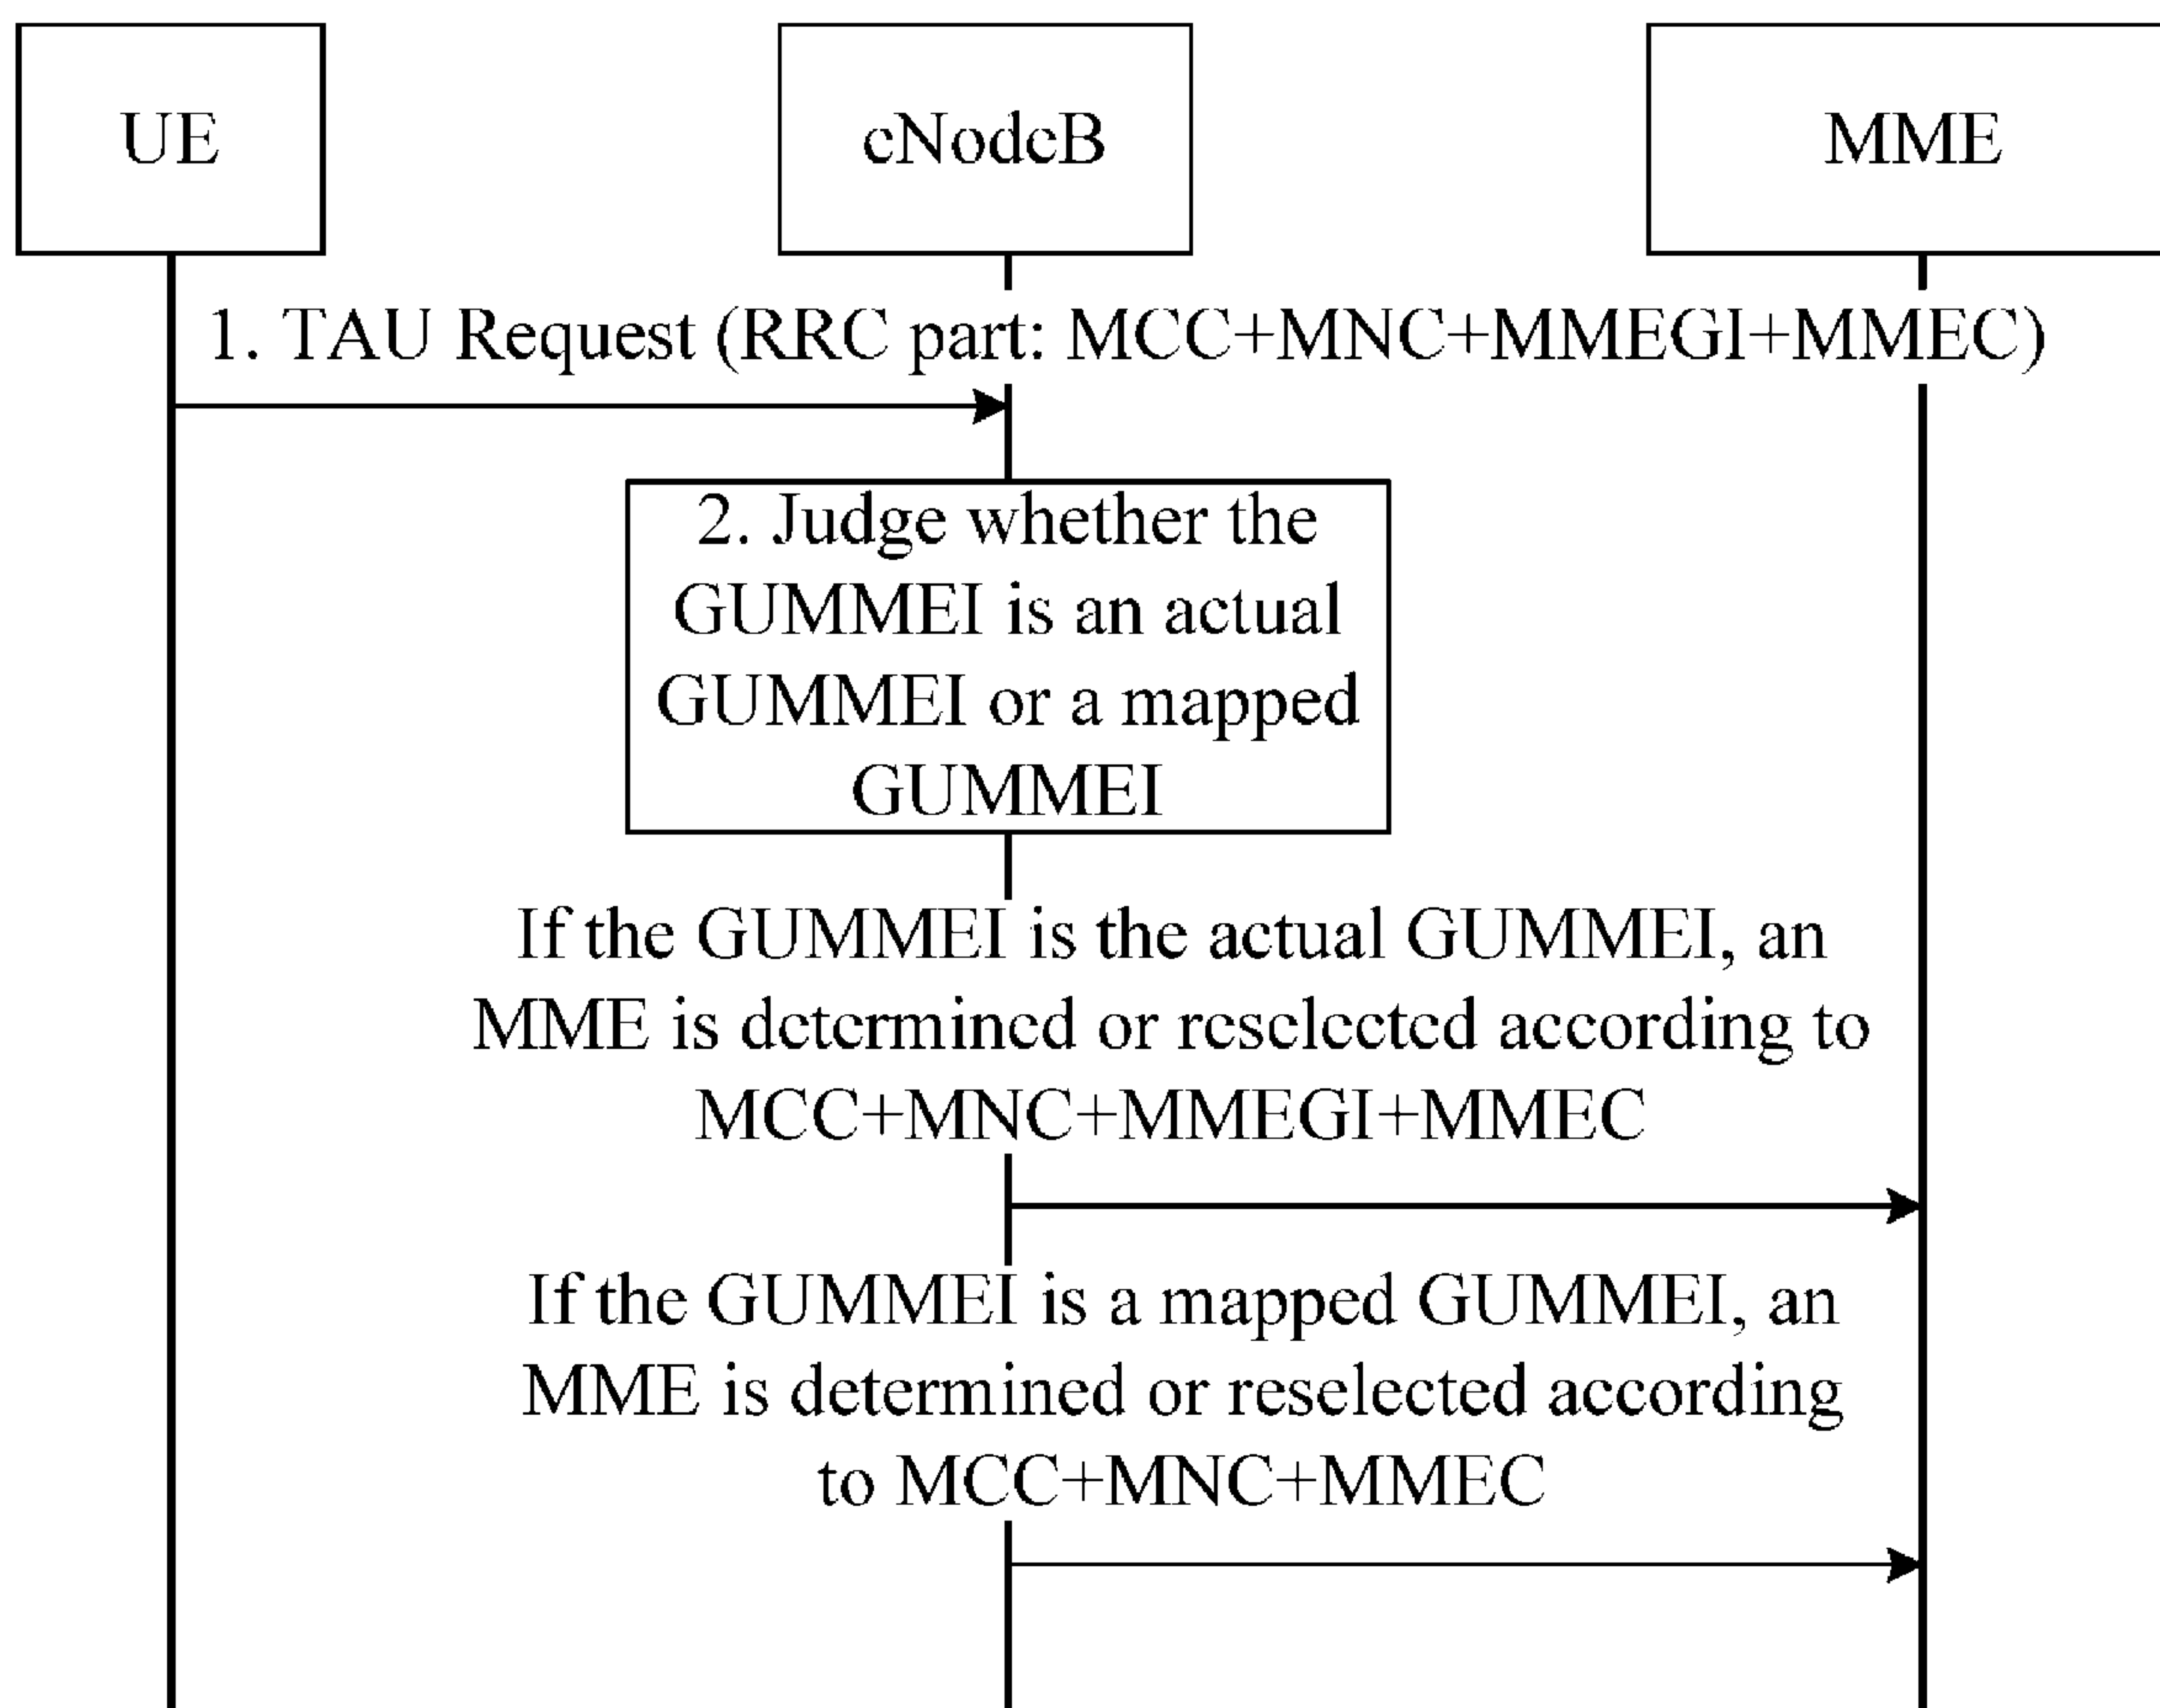 UE
eNodeB
MME
1. TAU Request (RRC part: MCC+MNC+MMEGI+MMEC)
2. Judge whether the
GUMMEI is an actual
GUMMEI or a mapped
GUMMEI
If the GUMMEI is the actual GUMMEI, an
MME is determined or reselected according to
MCC+MNC+MMEGI+MMEC
If the GUMMEI is a mapped GUMMEI, an
MME is determined or reselected according
to MCC+MNC+MMEC